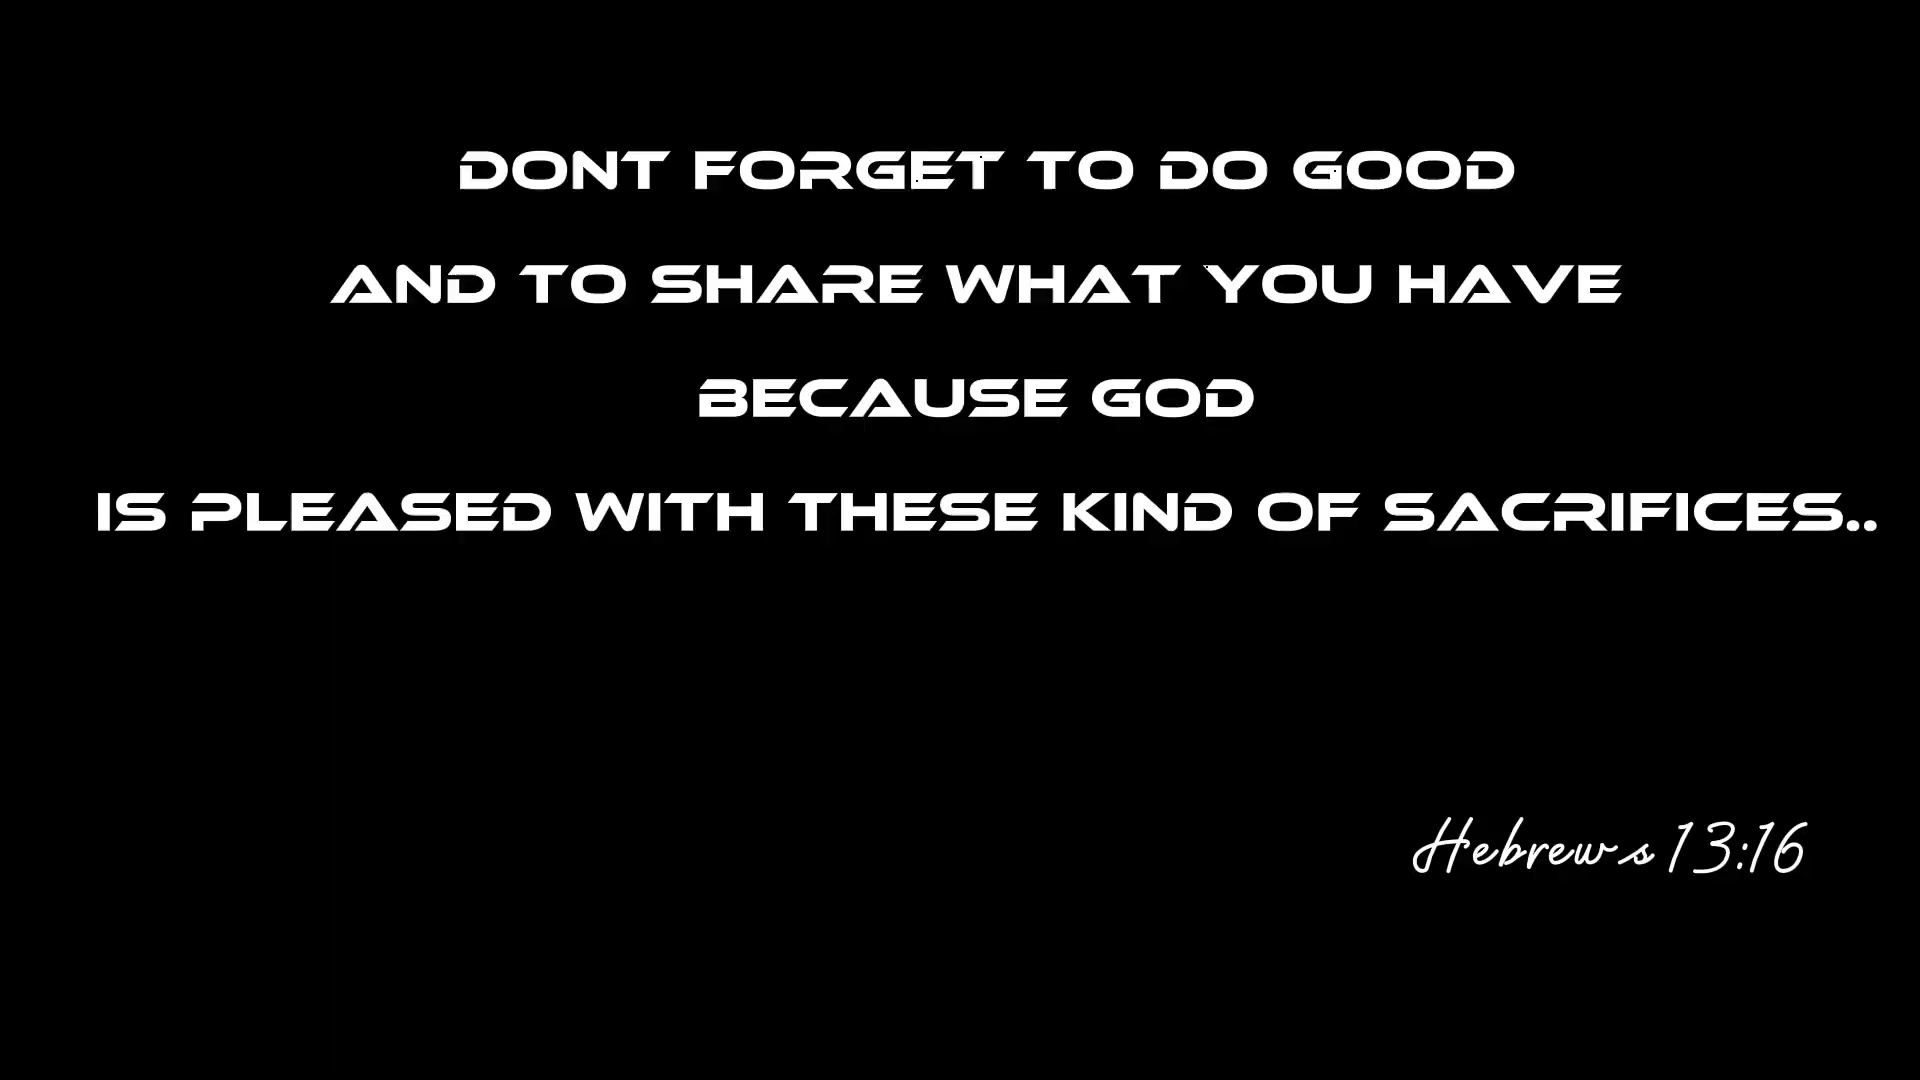 DONT FORGET TO DO GOOD
AND TO SHARE WHAT YOU HAVE
BECAUSE GOD
IS PLEASED WITH THESE KIND OF SACRIFICES..
Hebrews 13:16